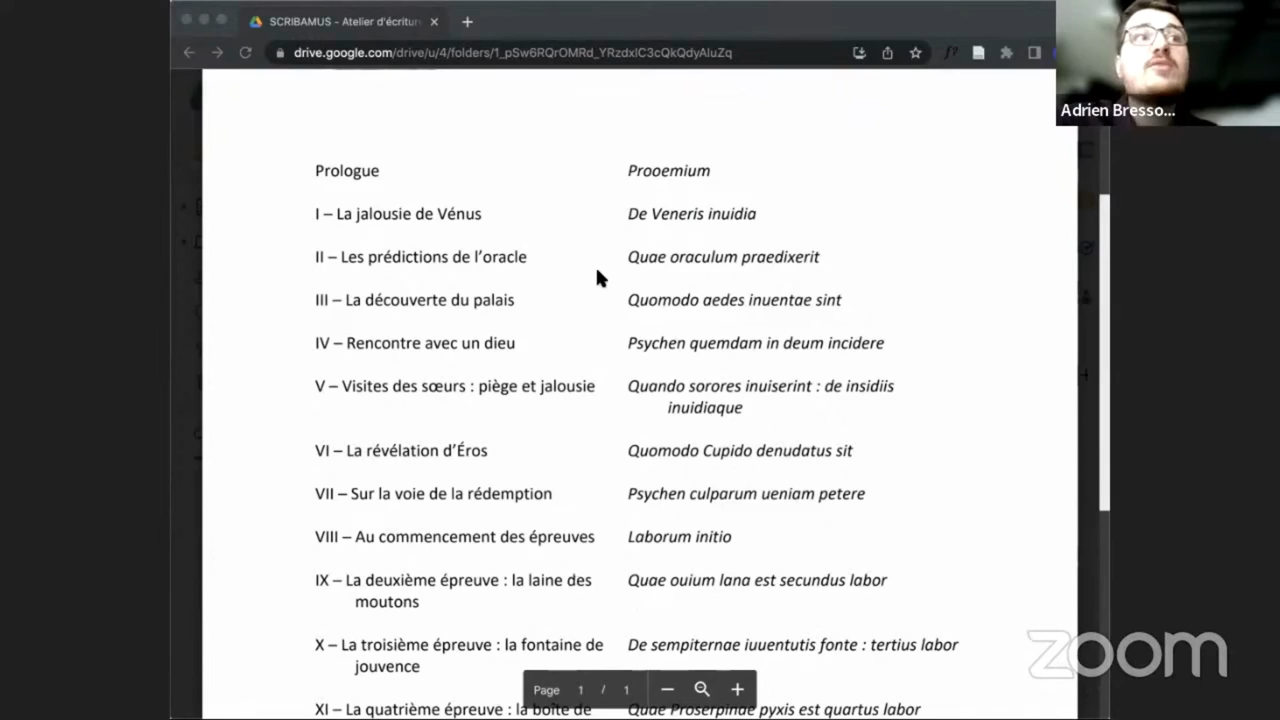 SCRIBAMUS - Atelier d'écritur
drive.google.com/drive/u/4/folders/1_pSw6RQrOMRd_YRzdxlC3cQkQdyAluZq
Adrien Bresso...
Prologue Prooemium
I – La jalousie de Vénus De Veneris inuidia
II – Les prédictions de l'oracle Quae oraculum praedixerit
III – La découverte du palais Quomodo aedes inuentae sint
IV – Rencontre avec un dieu Psychen quemdam in deum incidere
V – Visites des sœurs : piège et jalousie Quando sorores inuiserint : de insidiis
inuidiaque
VI – La révélation d'Éros Quomodo Cupido denudatus sit
VII – Sur la voie de la rédemption Psychen culparum ueniam petere
VIII – Au commencement des épreuves Laborum initio
IX – La deuxième épreuve : la laine des Quae ouium lana est secundus labor
moutons
X – La troisième épreuve : la fontaine de De sempiternae iuuentutis fonte : tertius labor
jouvence
XI – La quatrième épreuve : la boîte de Quae Proserpinae pyxis est quartus labor
Page 1 / 1
zoom